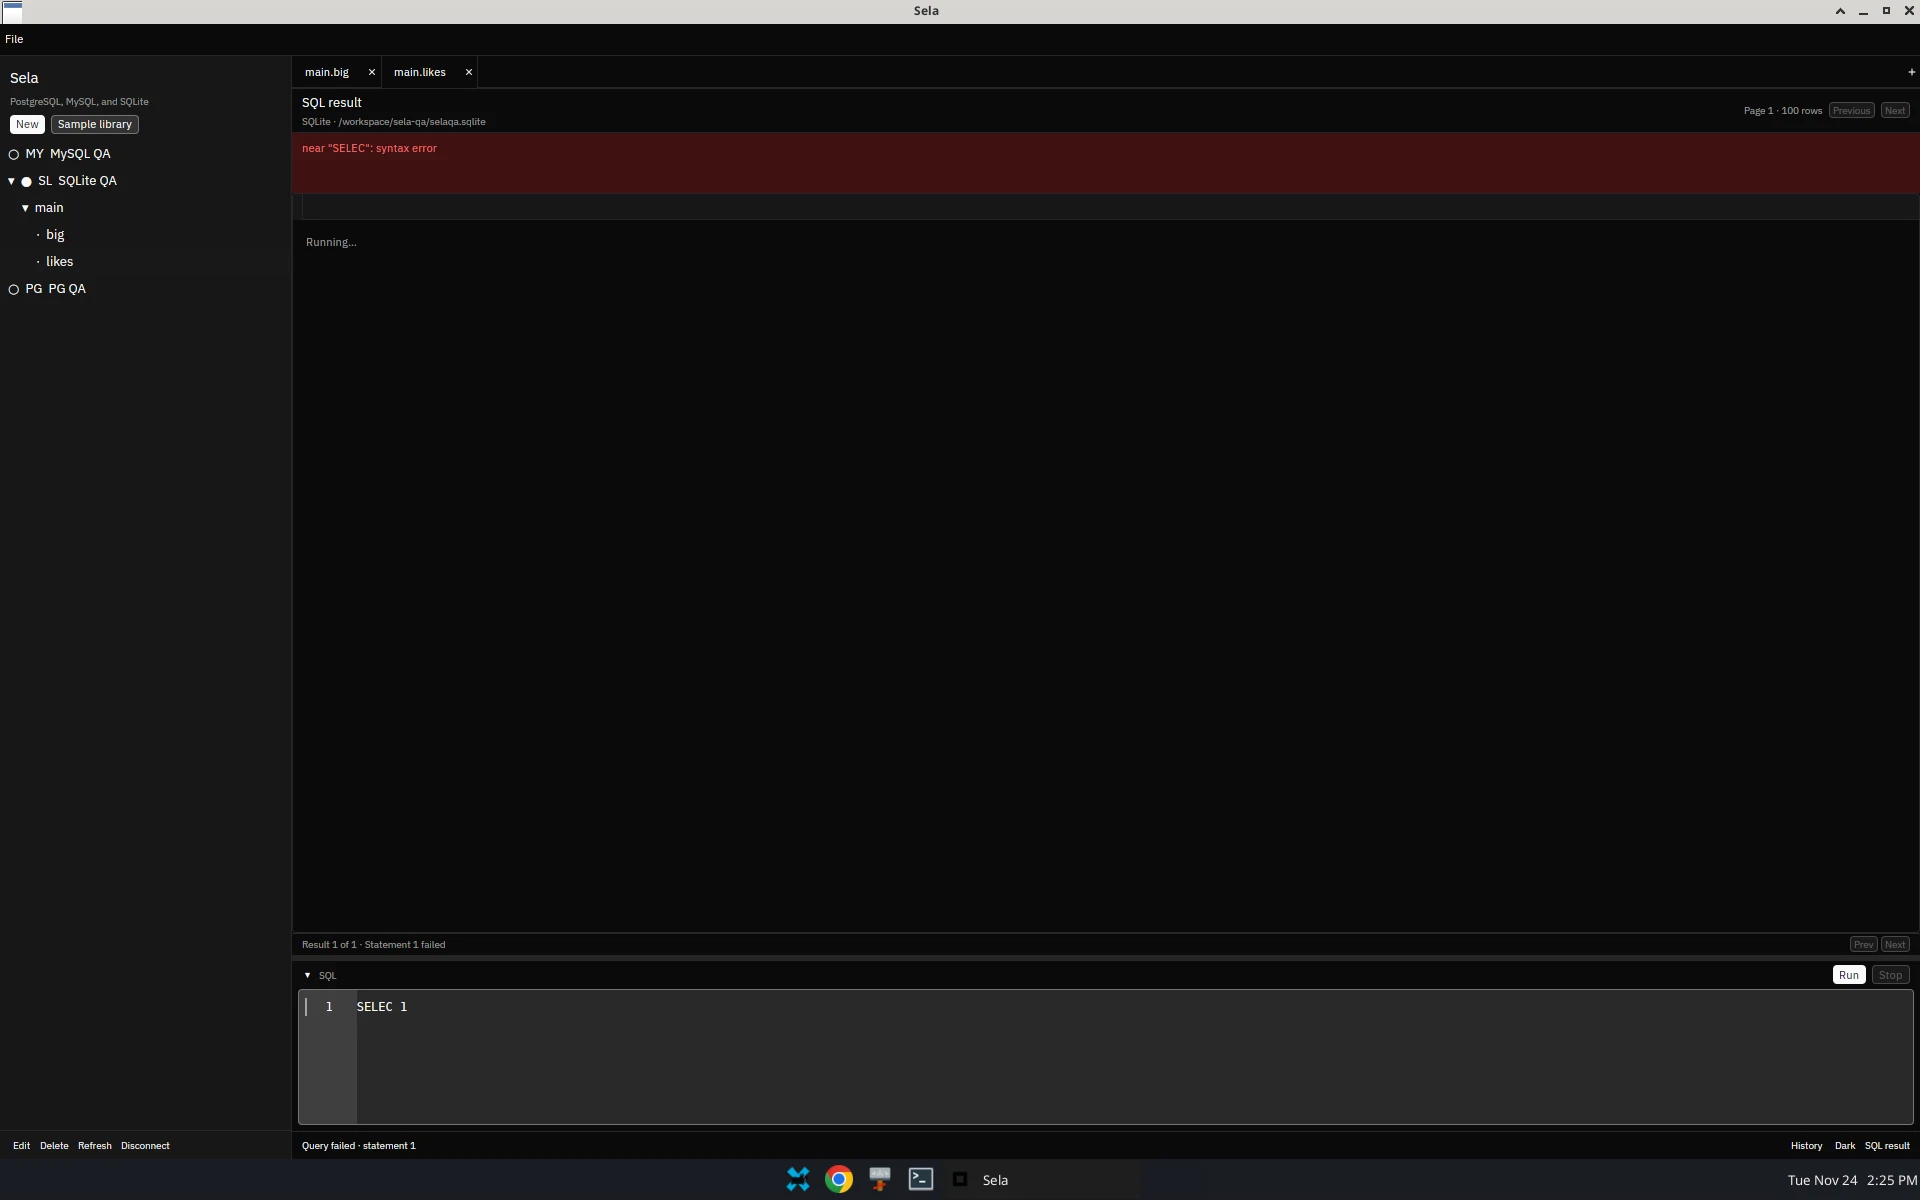 Sela
File
Sela
PostgreSQL, MySQL, and SQLite
New Sample library
MY MySQL QA
SL SQLite QA
main
· big
· likes
PG PG QA
Edit Delete Refresh Disconnect
main.big × main.likes × +
SQL result
SQLite · /workspace/sela-qa/selaqa.sqlite
Page 1 · 100 rows Previous Next
near "SELEC": syntax error
Running...
Result 1 of 1 · Statement 1 failed
Prev Next
SQL
Run Stop
1 SELEC 1
Query failed · statement 1
History Dark SQL result
Sela
Tue Nov 24 2:25 PM